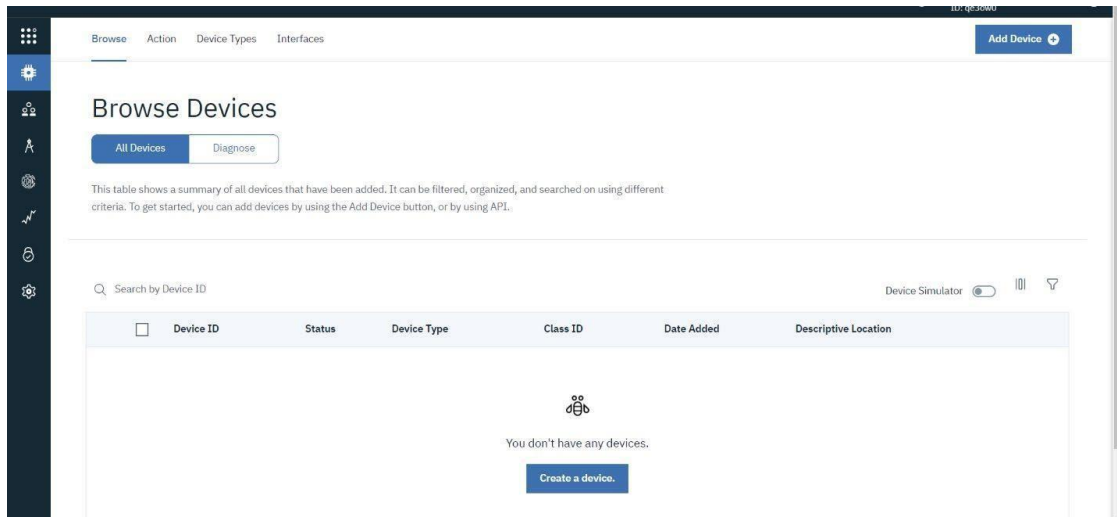 ID: qe36w0
Browse Action Device Types Interfaces
Add Device
Browse Devices
All Devices Diagnose
This table shows a summary of all devices that have been added. It can be filtered, organized, and searched on using different
criteria. To get started, you can add devices by using the Add Device button, or by using API.
Search by Device ID
Device Simulator
Device ID Status Device Type Class ID Date Added Descriptive Location
You don't have any devices.
Create a device.